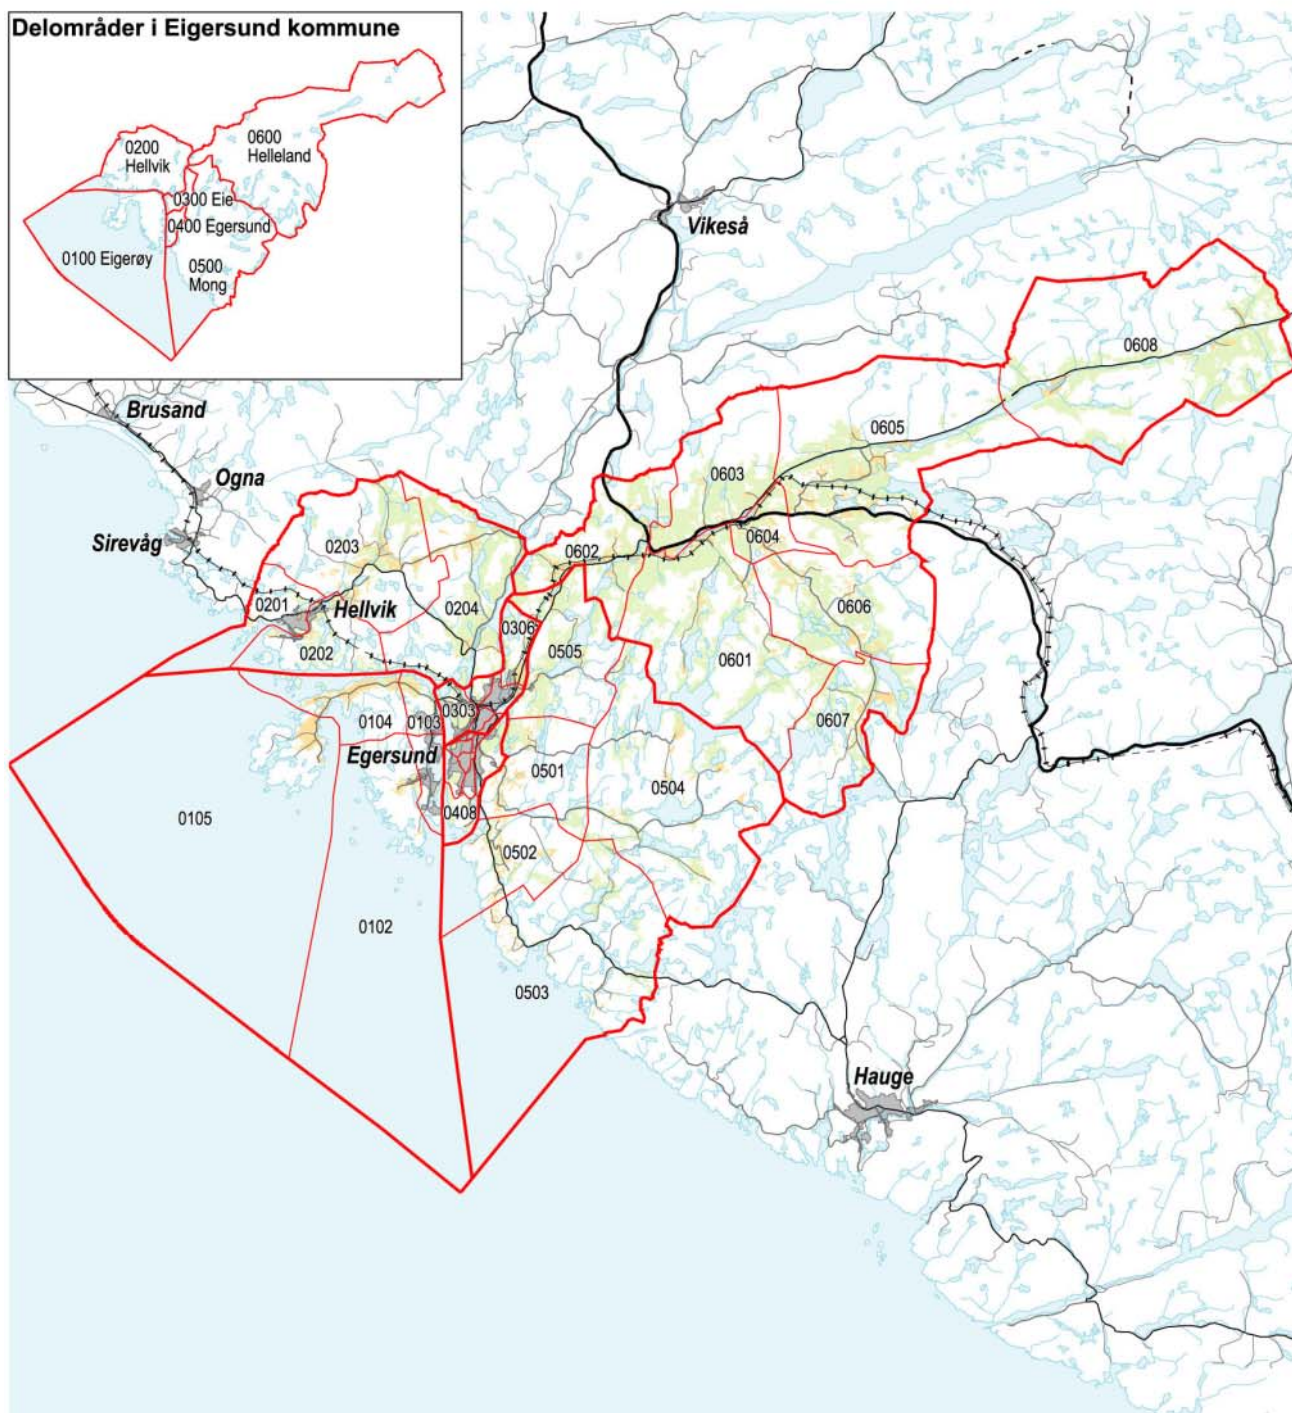 Delområder i Eigersund kommune
0600
Helleland
0200
Hellvik
0300 Eie
0400 Egersund
0100 Eigerøy
0500
Mong
Vikeså
0608
Brusand
0605
Ogna
0603
Sirevåg
0604
0203
0602
0201
Hellvik
0204
0606
0306
0202
0505
0601
0104
0103
0303
0607
Egersund
0501
0504
0105
0408
0502
0102
0503
Hauge